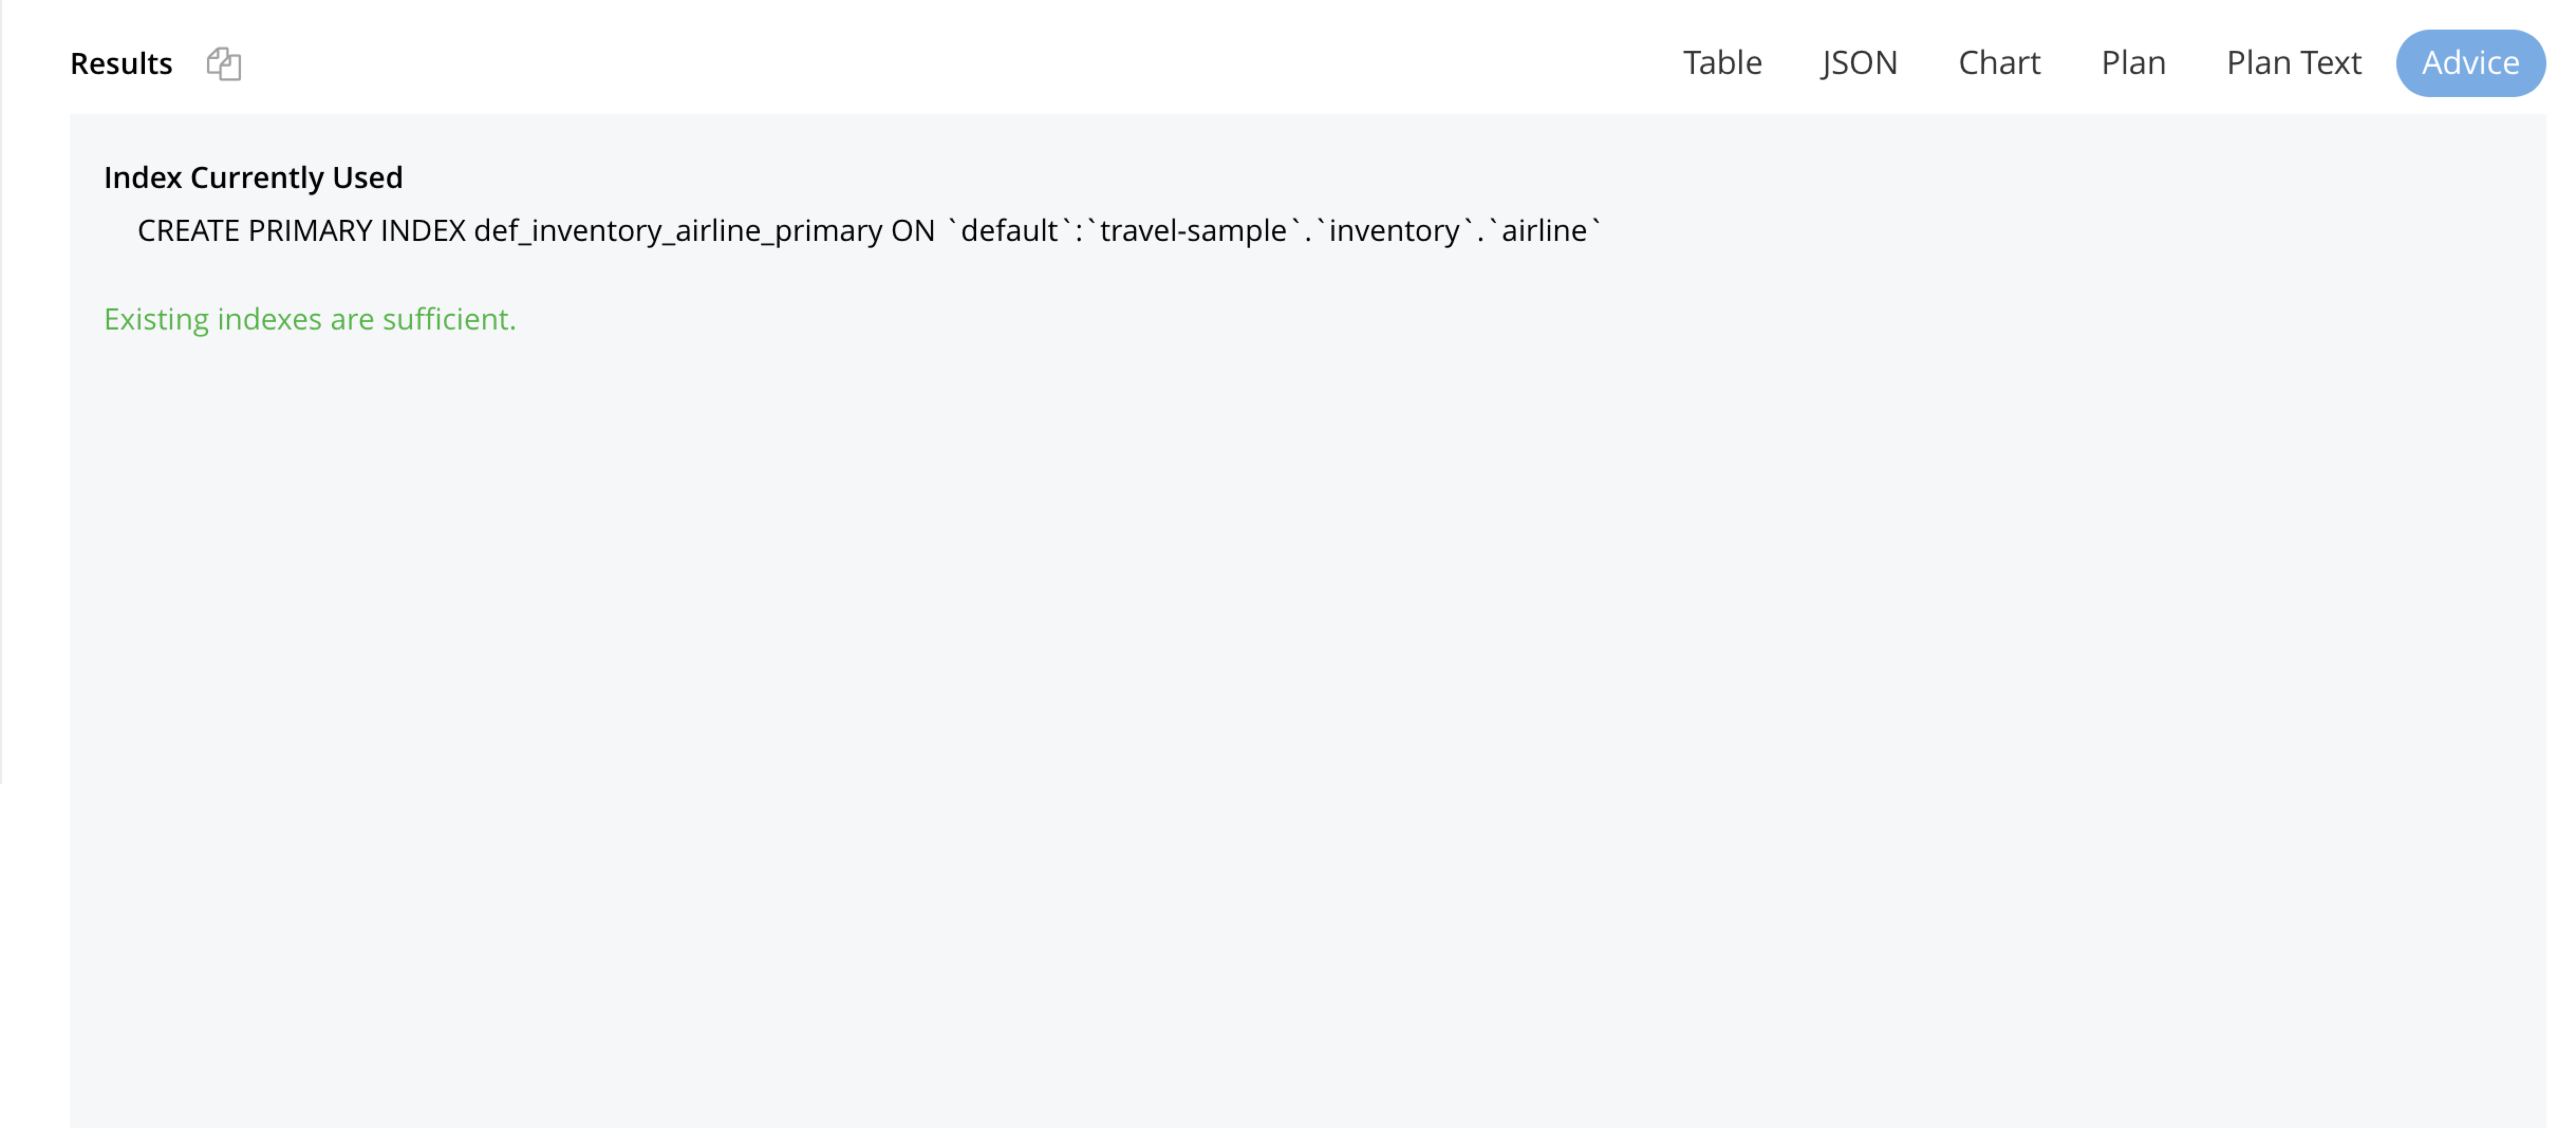 Results
Table JSON Chart Plan Plan Text Advice
Index Currently Used
CREATE PRIMARY INDEX def_inventory_airline_primary ON `default`:`travel-sample`.`inventory`.`airline`
Existing indexes are sufficient.